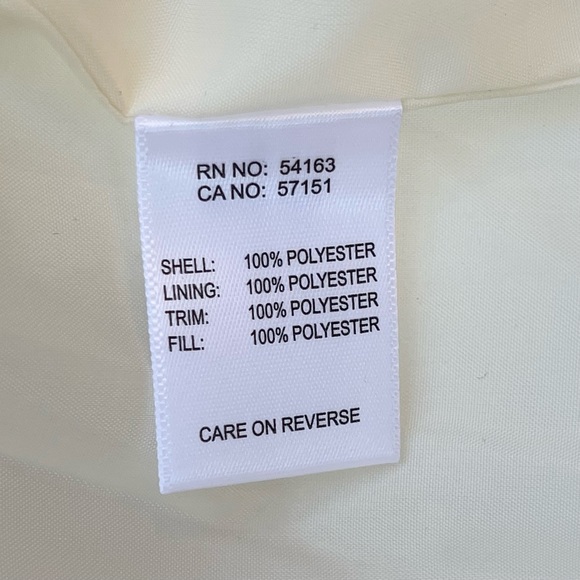 RN NO: 54163
CA NO: 57151
SHELL: 100% POLYESTER
LINING: 100% POLYESTER
TRIM: 100% POLYESTER
FILL: 100% POLYESTER
CARE ON REVERSE